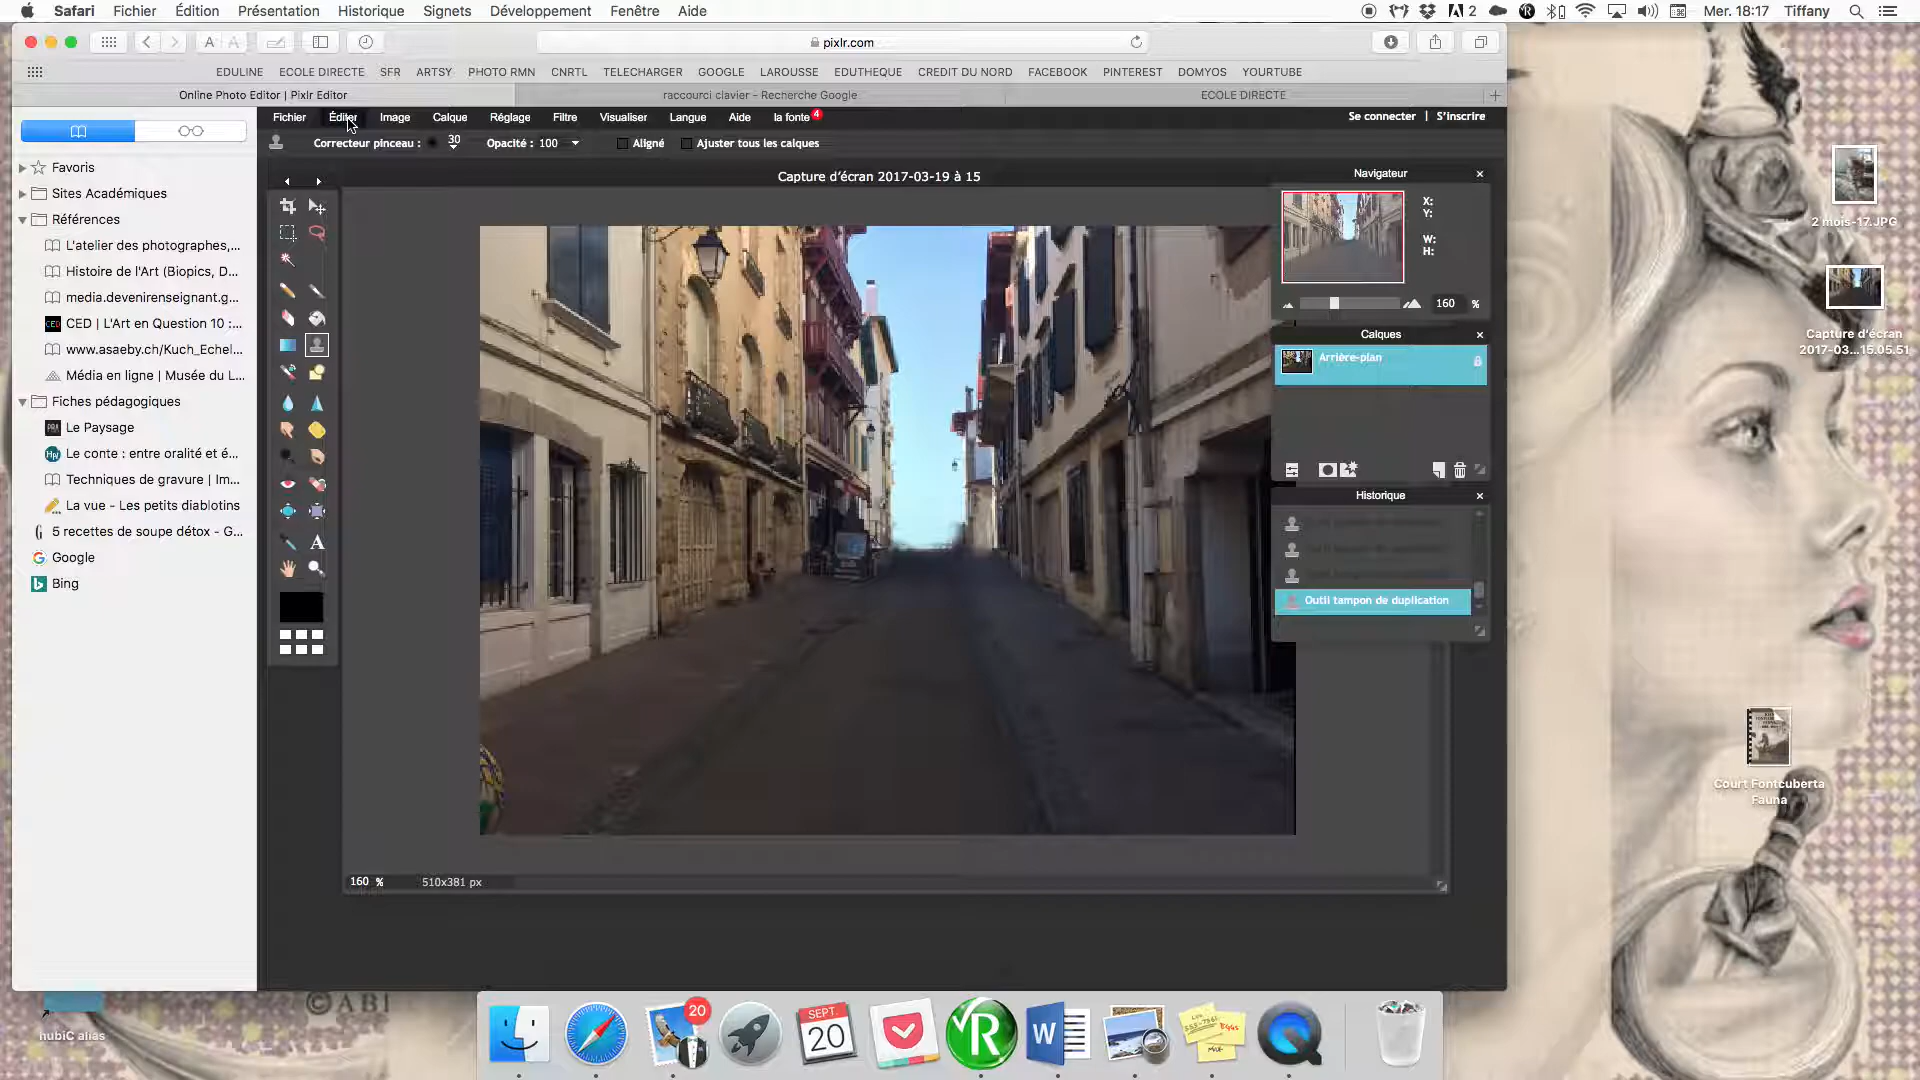 Safari Fichier Édition Présentation Historique Signets Développement Fenêtre Aide
2 Mer. 18:17 Tiffany
A A pixlr.com
EDULINE ECOLE DIRECTE SFR ARTSY PHOTO RMN CNRTL TELECHARGER GOOGLE LAROUSSE EDUTHEQUE CREDIT DU NORD FACEBOOK PINTEREST DOMYOS YOURTUBE
Online Photo Editor | Pixlr Editor raccourci clavier - Recherche Google ECOLE DIRECTE
Fichier Éditer Image Calque Réglage Filtre Visualiser Langue Aide la fonte 4 Se connecter | S'inscrire
Correcteur pinceau : 30 Opacité : 100 Aligné Ajuster tous les calques
Capture d'écran 2017-03-19 à 15
Favoris
Sites Académiques
Références
L'atelier des photographes,...
Histoire de l'Art (Biopics, D...
media.devenirenseignant.g...
CED | L'Art en Question 10 :...
www.asaeby.ch/Kuch_Echel...
Média en ligne | Musée du L...
Fiches pédagogiques
Le Paysage
Le conte : entre oralité et é...
Techniques de gravure | Im...
La vue - Les petits diablotins
5 recettes de soupe détox - G...
Google
Bing
A
160 % 510x381 px
Navigateur
X:
Y:
W:
H:
160 %
Calques
Arrière-plan
Historique
Outil tampon de duplication
2 mois-17.JPG
Capture d'écran
2017-03...15.05.51
Court Fontcuberta
Fauna
©ABI
hubiC alias
20
SEPT.
20
R
W